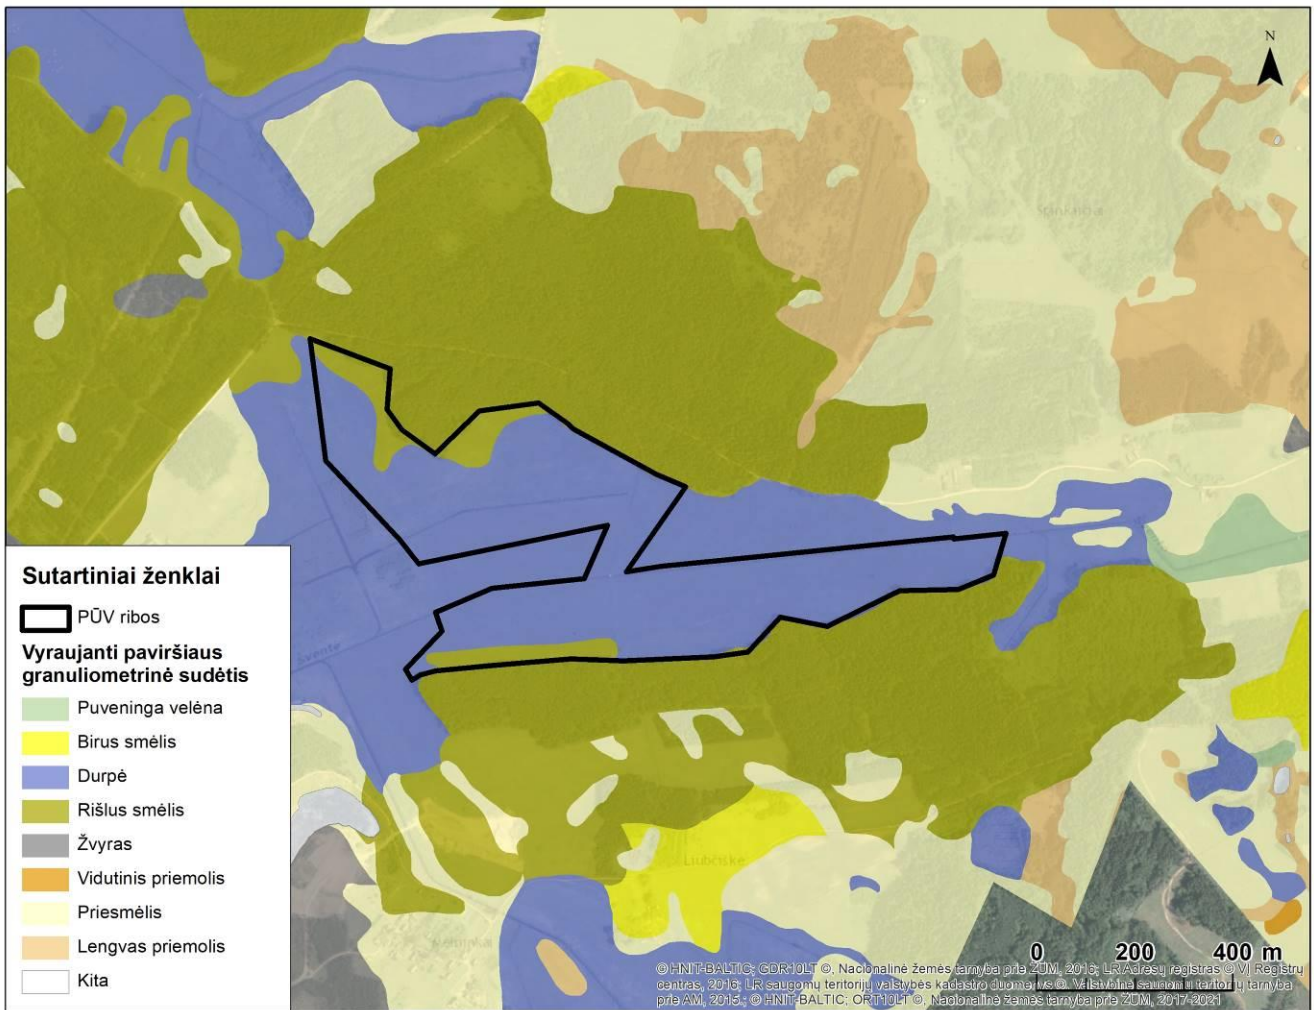 N
Švente
Liubčiškė
Sutartiniai ženklai
PŪV ribos
Vyraujanti paviršiaus
granuliometrinė sudėtis
Puveninga velėna
Birus smėlis
Durpė
Rišlus smėlis
Žvyras
Vidutinis priemolis
Priesmėlis
Lengvas priemolis
Kita
0 200 400 m
© HNIT-BALTIC; GDR10LT ©, Nacionalinė žemės tarnyba prie ŽŪM, 2016; LR Adresų registras © VĮ Registrų
centras, 2016; LR saugomų teritorijų valstybės kadastro duomenys ©, Valstybinė saugomų teritorijų tarnyba
prie AM, 2015.; © HNIT-BALTIC; ORT10LT ©, Nacionalinė žemės tarnyba prie ŽŪM, 2017-2021